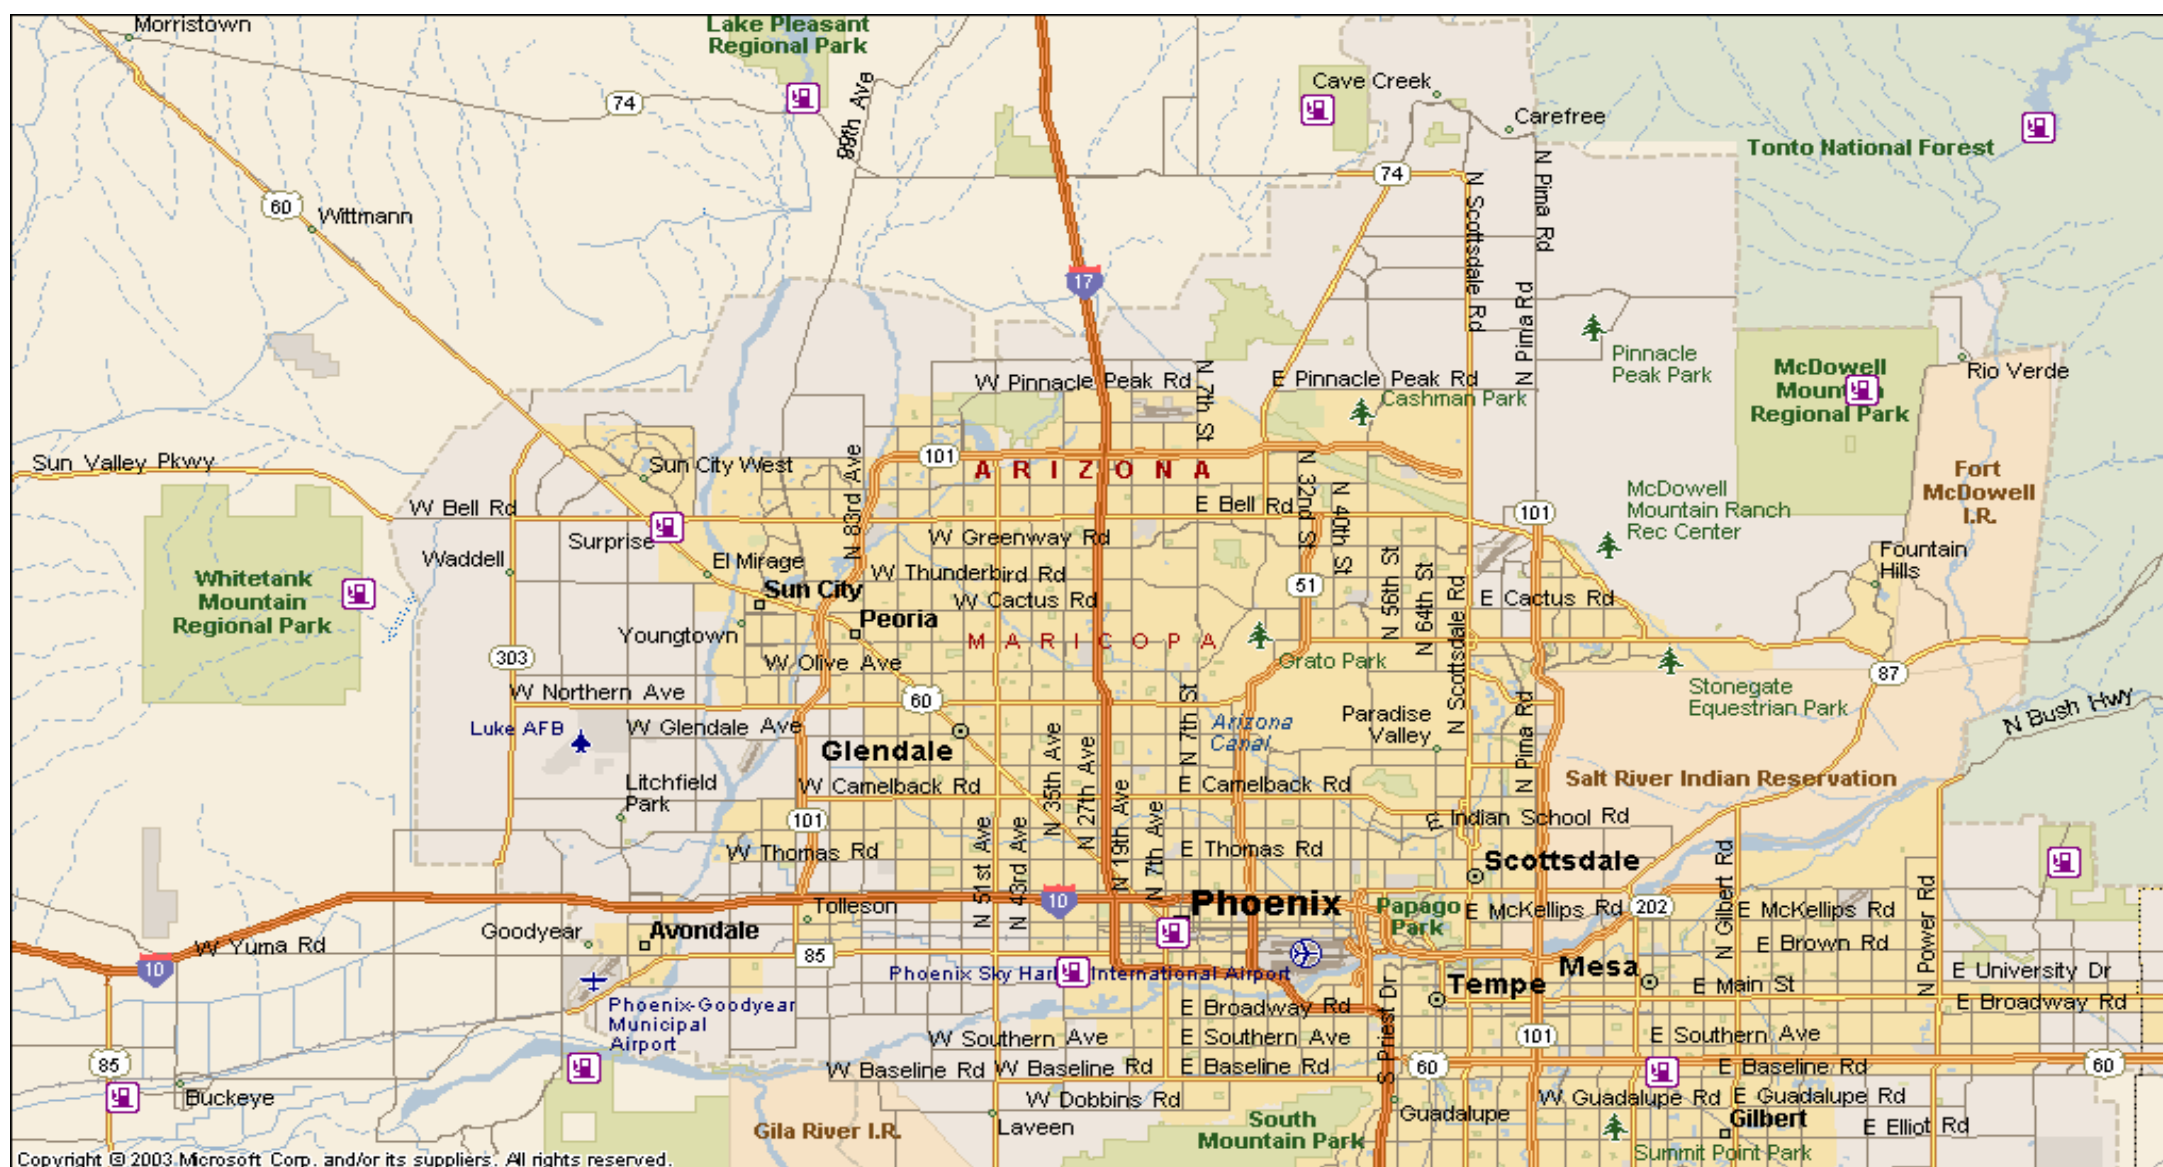 Morristown
Lake Pleasant
Regional Park
74
Cave Creek
Carefree
Tonto National Forest
74
60
Wittmann
17
N Scottsdale Rd
N Pima Rd
N Pima Rd
Pinnacle
Peak Park
McDowell
Mountain
Regional Park
Rio Verde
W Pinnacle Peak Rd
N 7th St
E Pinnacle Peak Rd
Cashman Park
Sun Valley Pkwy
Sun City West
N 83rd Ave
101
ARIZONA
N 32nd St
N 40th St
McDowell
Mountain Ranch
Rec Center
Fort
McDowell
I.R.
W Bell Rd
E Bell Rd
101
Surprise
W Greenway Rd
Waddell
El Mirage
W Thunderbird Rd
51
N 56th St
N 64th St
Fountain
Hills
Whitetank
Mountain
Regional Park
Sun City
W Cactus Rd
E Cactus Rd
N Scottsdale Rd
Youngtown
Peoria
MARICOPA
303
W Olive Ave
Grato Park
87
W Northern Ave
60
N 7th St
N Pima Rd
Stonegate
Equestrian Park
Luke AFB
W Glendale Ave
Glendale
N 35th Ave
N 27th Ave
Arizona
Canal
Paradise
Valley
N Bush Hwy
Litchfield
Park
W Camelback Rd
E Camelback Rd
Salt River Indian Reservation
101
N 51st Ave
N 43rd Ave
N 19th Ave
N 7th Ave
E Indian School Rd
W Thomas Rd
E Thomas Rd
Scottsdale
N Gilbert Rd
N Power Rd
10
Tolleson
Phoenix
Papago
Park
E McKellips Rd
202
E McKellips Rd
Goodyear
Avondale
W Yuma Rd
10
85
E Brown Rd
Phoenix Sky Har International Airport
Mesa
E University Dr
Tempe
E Main St
E Broadway Rd
Phoenix-Goodyear
Municipal
Airport
E Broadway Rd
S Priest Dr
W Southern Ave
E Southern Ave
101
E Southern Ave
85
W Baseline Rd
W Baseline Rd
E Baseline Rd
60
E Baseline Rd
60
Buckeye
W Dobbins Rd
Guadalupe
W Guadalupe Rd
E Guadalupe Rd
Gila River I.R.
Laveen
South
Mountain Park
Gilbert
E Elliot Rd
Summit Point Park
Copyright © 2003 Microsoft Corp. and/or its suppliers. All rights reserved.